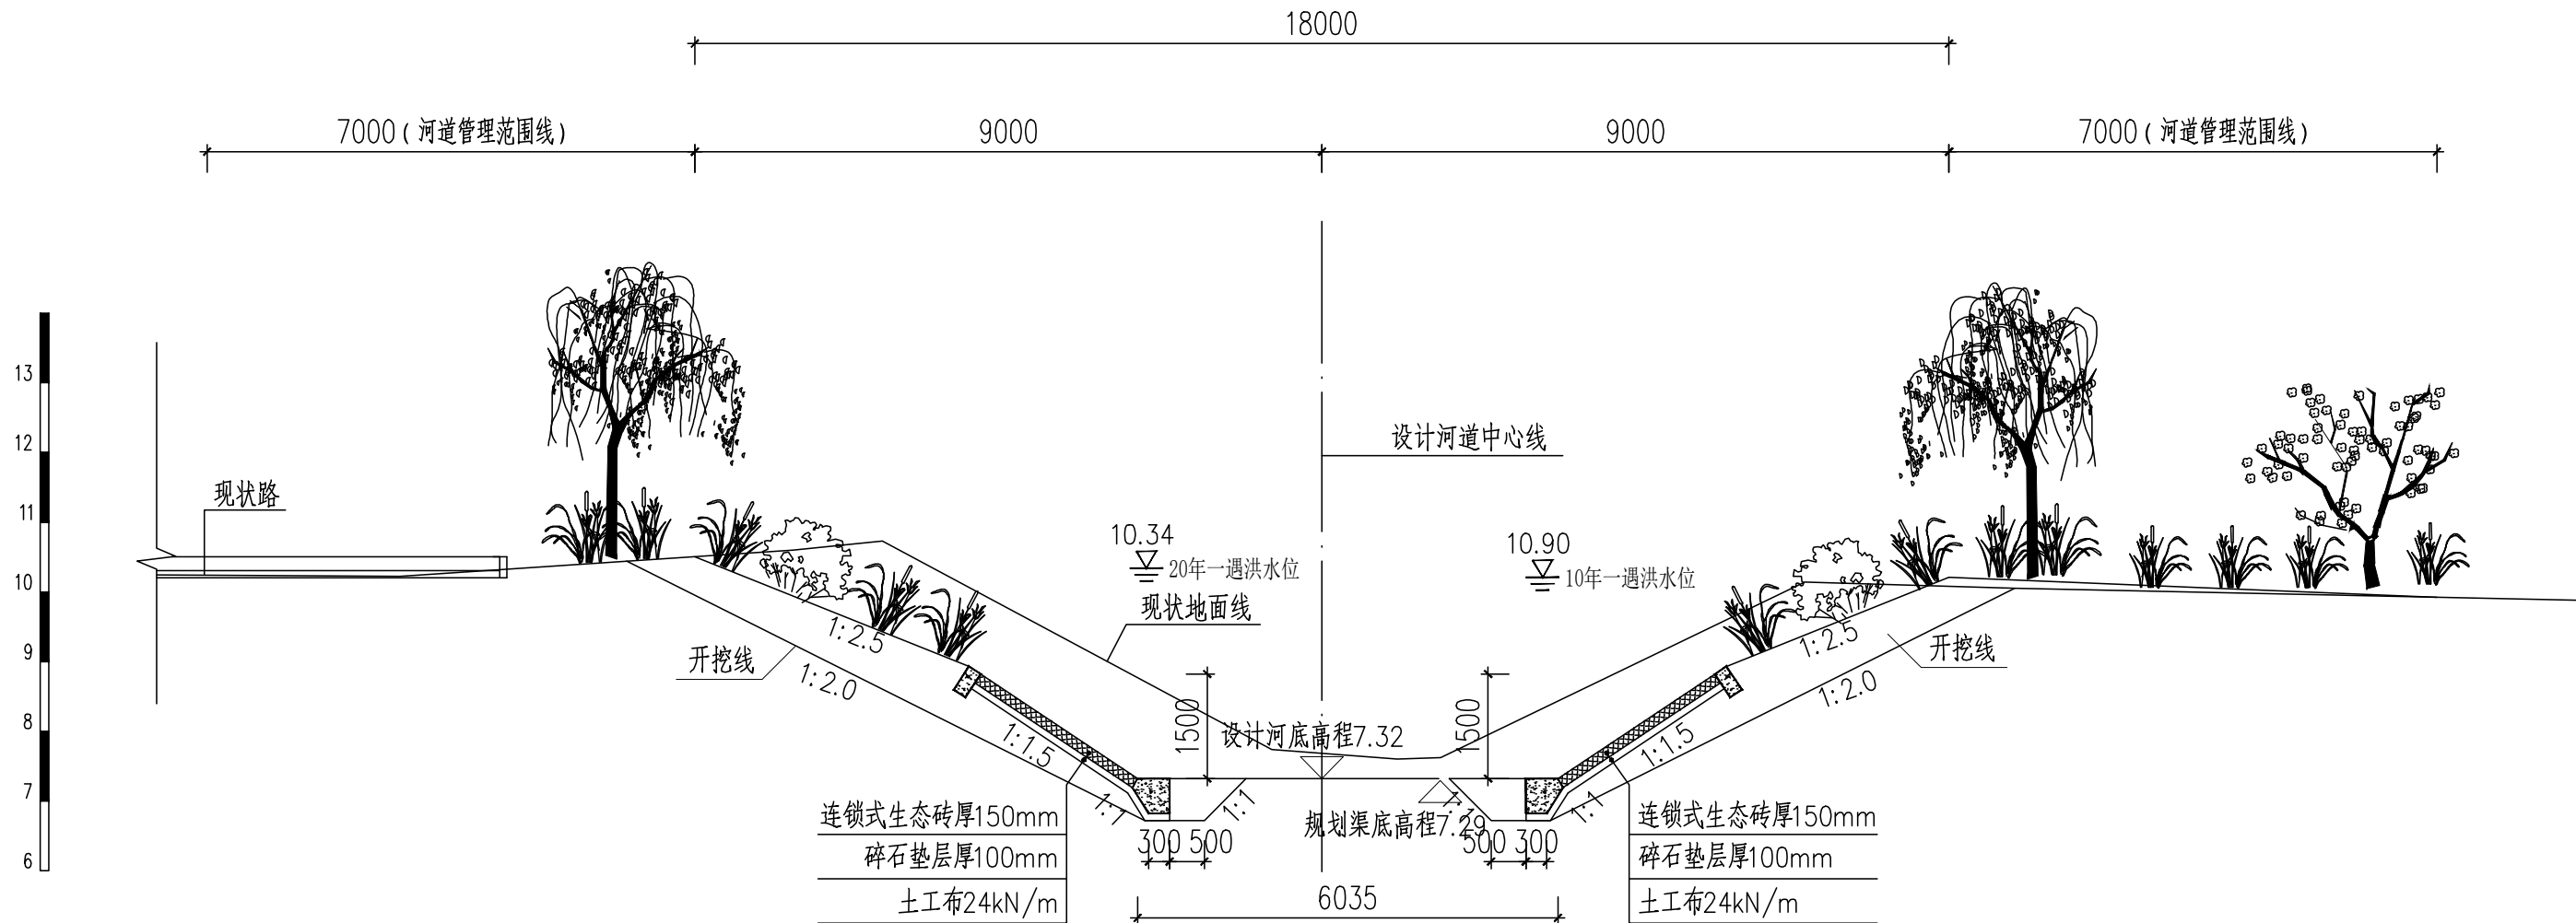 18000
7000(河道管理范围线)
9000
9000
7000(河道管理范围线)
13
12
11
10
9
8
7
6
现状路
设计河道中心线
10.34
20年一遇洪水位
现状地面线
10.90
10年一遇洪水位
1:2.5
1:2.5
开挖线
开挖线
1:2.0
1:2.0
1500
设计河底高程7.32
1500
1:1.5
1:1.5
1:1
1:1
1:1
1:1
规划渠底高程7.29
连锁式生态砖厚150mm
碎石垫层厚100mm
土工布24kN/m
连锁式生态砖厚150mm
碎石垫层厚100mm
土工布24kN/m
300 500
500 300
6035